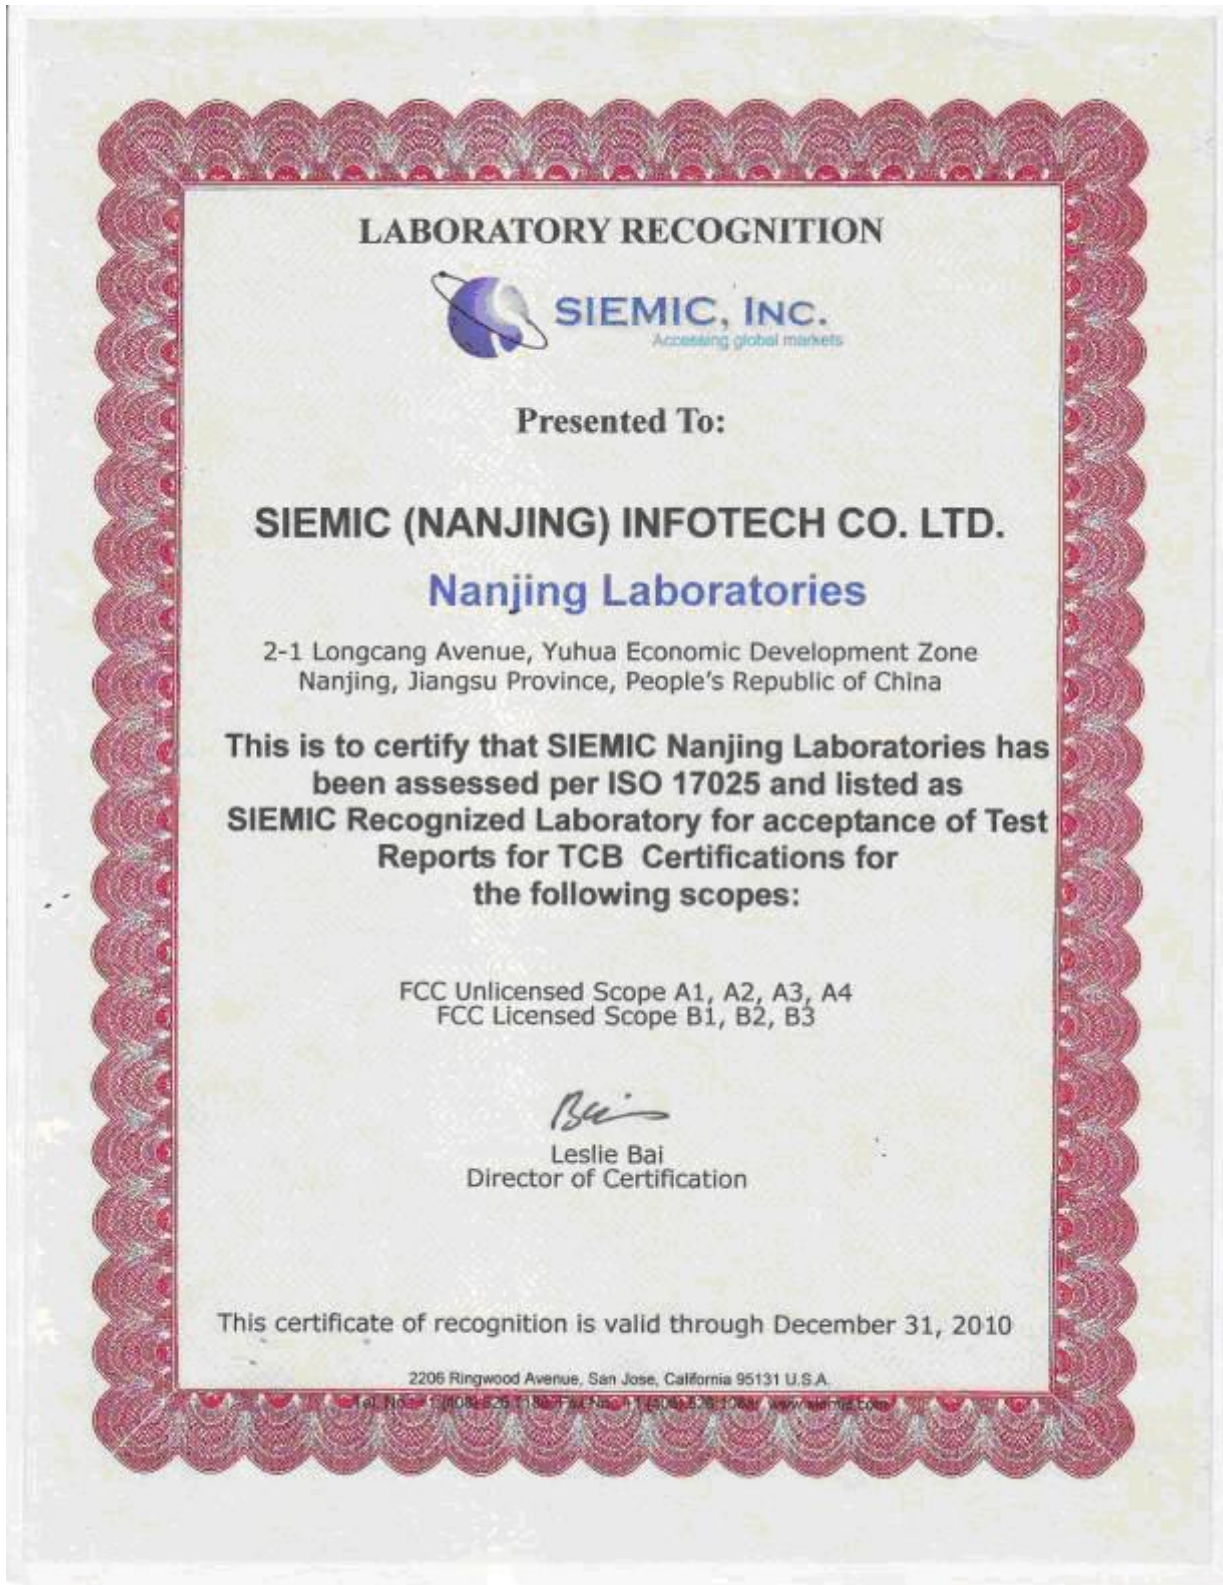 LABORATORY RECOGNITION
SIEMIC, INC.
Accessing global markets
Presented To:
SIEMIC (NANJING) INFOTECH CO. LTD.
Nanjing Laboratories
2-1 Longcang Avenue, Yuhua Economic Development Zone
Nanjing, Jiangsu Province, People's Republic of China
This is to certify that SIEMIC Nanjing Laboratories has
been assessed per ISO 17025 and listed as
SIEMIC Recognized Laboratory for acceptance of Test
Reports for TCB Certifications for
the following scopes:
FCC Unlicensed Scope A1, A2, A3, A4
FCC Licensed Scope B1, B2, B3
Leslie Bai
Director of Certification
This certificate of recognition is valid through December 31, 2010
2206 Ringwood Avenue, San Jose, California 95131 U.S.A.
Tel. No.